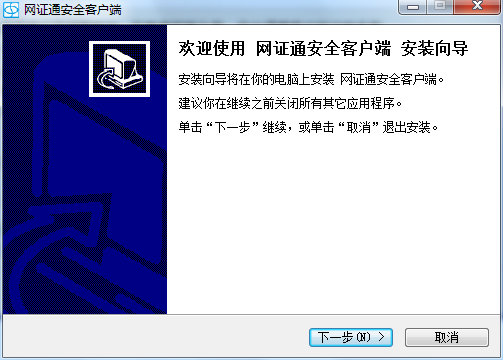 网证通安全客户端
欢迎使用 网证通安全客户端 安装向导
安装向导将在你的电脑上安装 网证通安全客户端。
建议你在继续之前关闭所有其它应用程序。
单击“下一步”继续，或单击“取消”退出安装。
下一步(N) >
取消